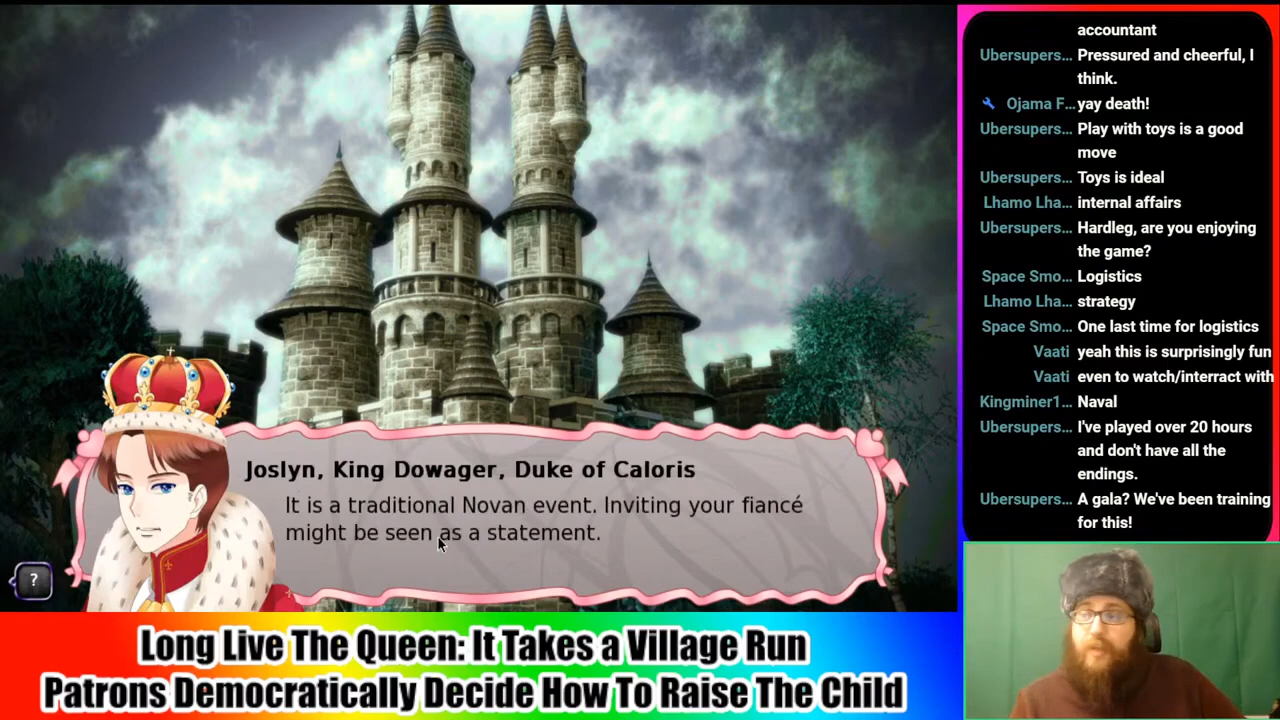 Joslyn, King Dowager, Duke of Caloris
It is a traditional Novan event. Inviting your fiancé
might be seen as a statement.
?
Long Live The Queen: It Takes a Village Run
Patrons Democratically Decide How To Raise The Child
accountant
Ubersupers... Pressured and cheerful, I
think.
Ojama F... yay death!
Ubersupers... Play with toys is a good
move
Ubersupers... Toys is ideal
Lhamo Lha... internal affairs
Ubersupers... Hardleg, are you enjoying
the game?
Space Smo... Logistics
Lhamo Lha... strategy
Space Smo... One last time for logistics
Vaati yeah this is surprisingly fun
Vaati even to watch/interract with
Kingminer1... Naval
Ubersupers... I've played over 20 hours
and don't have all the
endings.
Ubersupers... A gala? We've been training
for this!